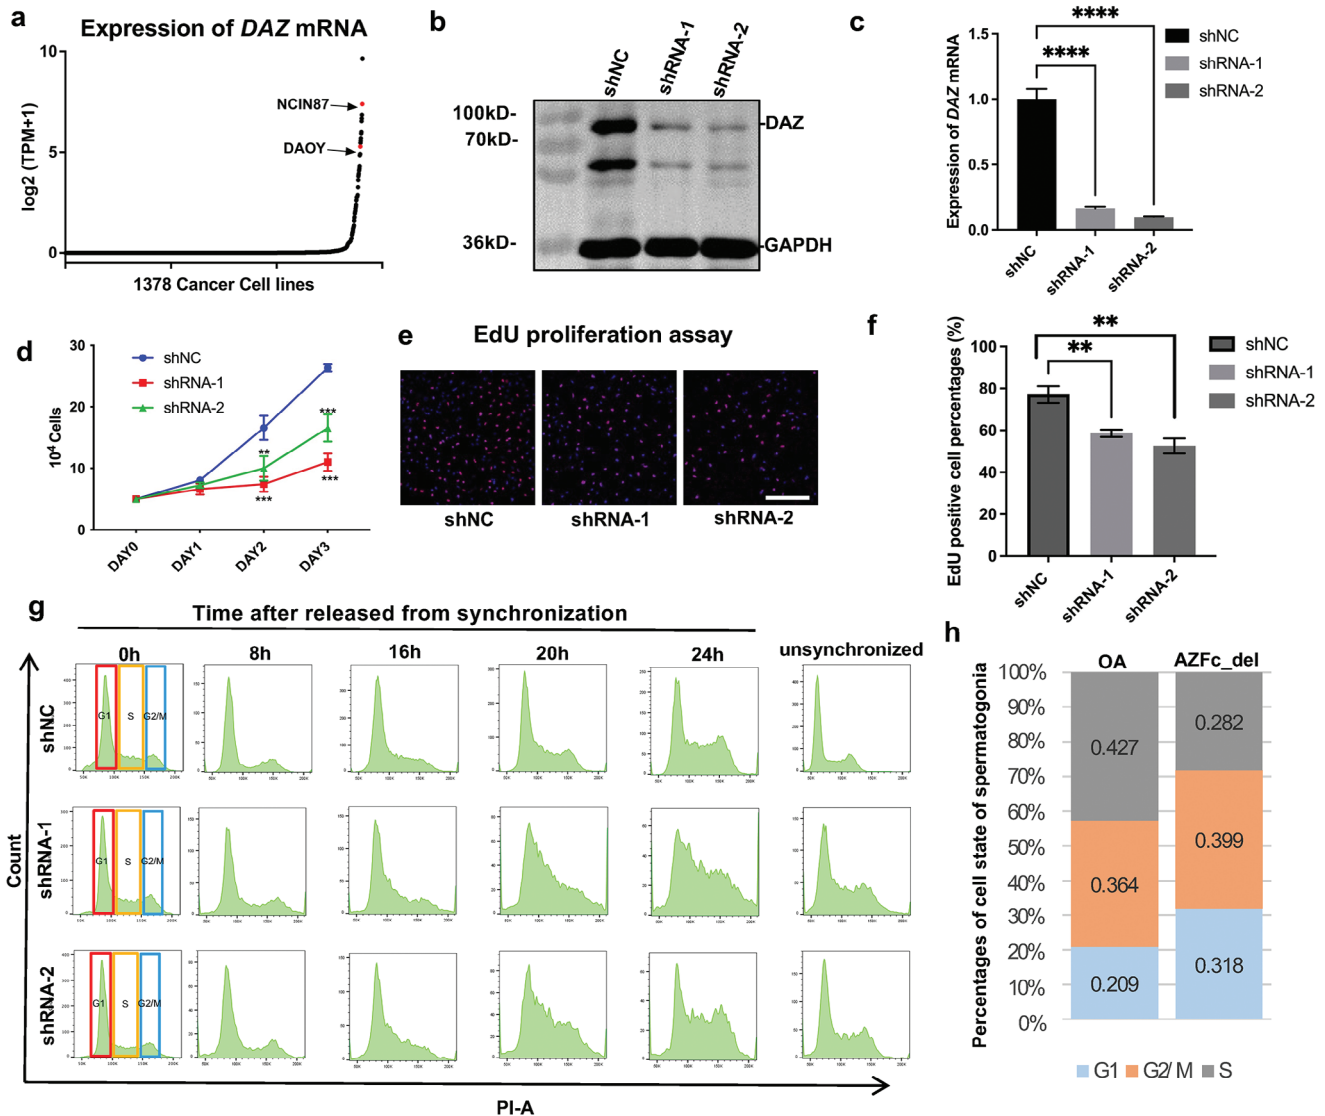 a
Expression of DAZ mRNA
log2 (TPM+1)
10
5
0
NCIN87
DAOY
1378 Cancer Cell lines
b
shNC
shRNA-1
shRNA-2
100kD-
70kD-
36kD-
-DAZ
-GAPDH
c
Expression of DAZ mRNA
1.5
1.0
0.5
0.0
****
****
shNC
shRNA-1
shRNA-2
shNC
shRNA-1
shRNA-2
d
10⁴ Cells
30
20
10
0
shNC
shRNA-1
shRNA-2
**
***
***
***
DAY0
DAY1
DAY2
DAY3
e
EdU proliferation assay
shNC
shRNA-1
shRNA-2
f
EdU positive cell percentages (%)
100
80
60
40
20
0
**
**
shNC
shRNA-1
shRNA-2
shNC
shRNA-1
shRNA-2
g
Time after released from synchronization
0h
8h
16h
20h
24h
unsynchronized
Count
shNC
G1
S
G2/M
shRNA-1
G1
S
G2/M
shRNA-2
G1
S
G2/M
PI-A
h
Percentages of cell state of spermatogonia
OA
AZFc_del
100%
90%
80%
70%
60%
50%
40%
30%
20%
10%
0%
0.427
0.364
0.209
0.282
0.399
0.318
G1
G2/ M
S